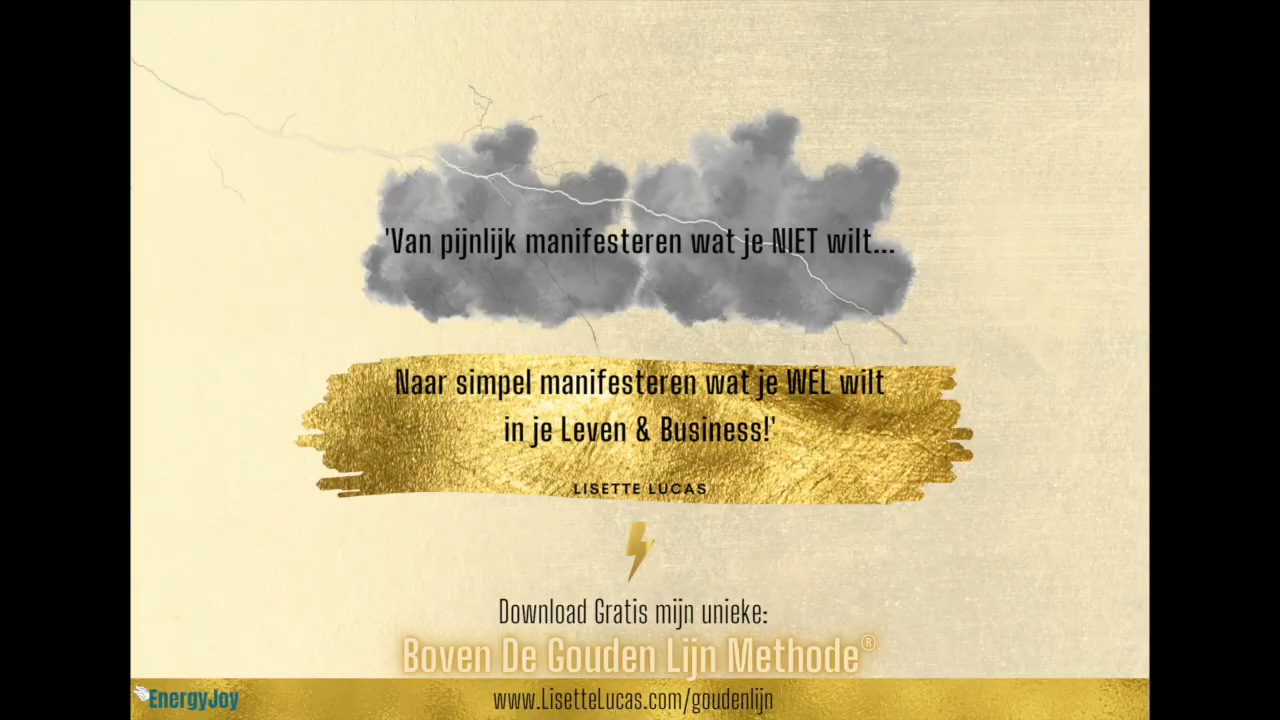 'Van pijnlijk manifesteren wat je NIET wilt...
Naar simpel manifesteren wat je WÉL wilt
in je Leven & Business!'
LISETTE LUCAS
Download Gratis mijn unieke:
Boven De Gouden Lijn Methode®
EnergyJoy
www.LisetteLucas.com/goudenlijn